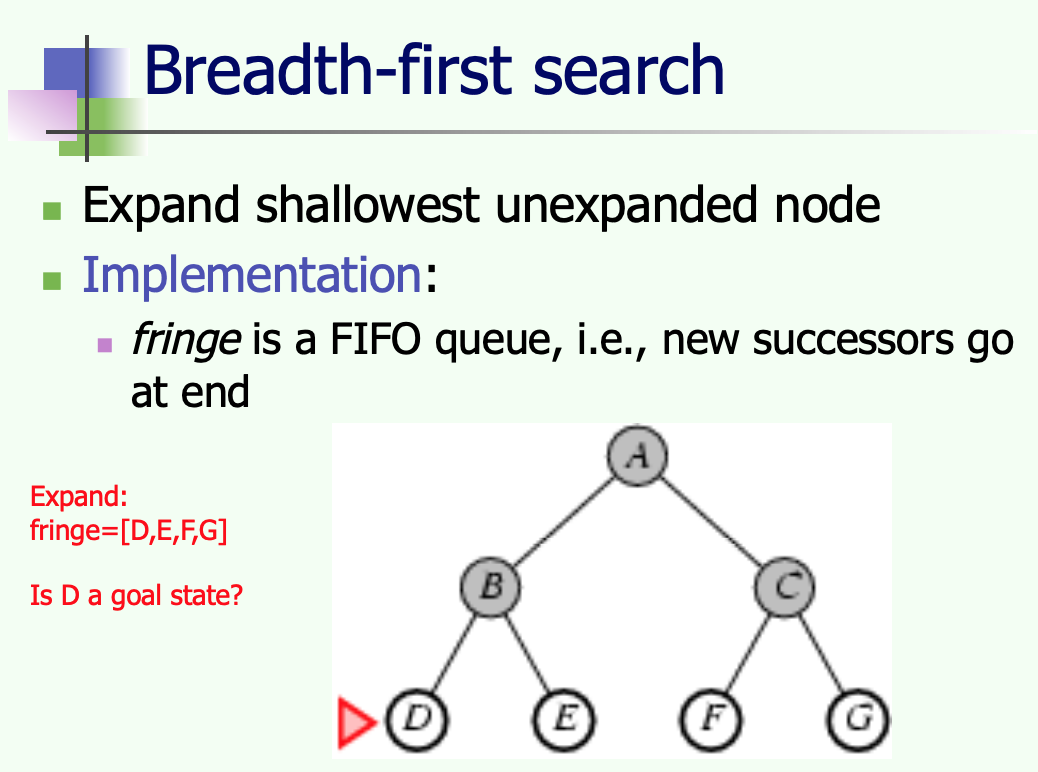 Breadth-first search
Expand shallowest unexpanded node
Implementation:
fringe is a FIFO queue, i.e., new successors go
at end
Expand:
fringe=[D,E,F,G]
Is D a goal state?
A
B
C
D
E
F
G